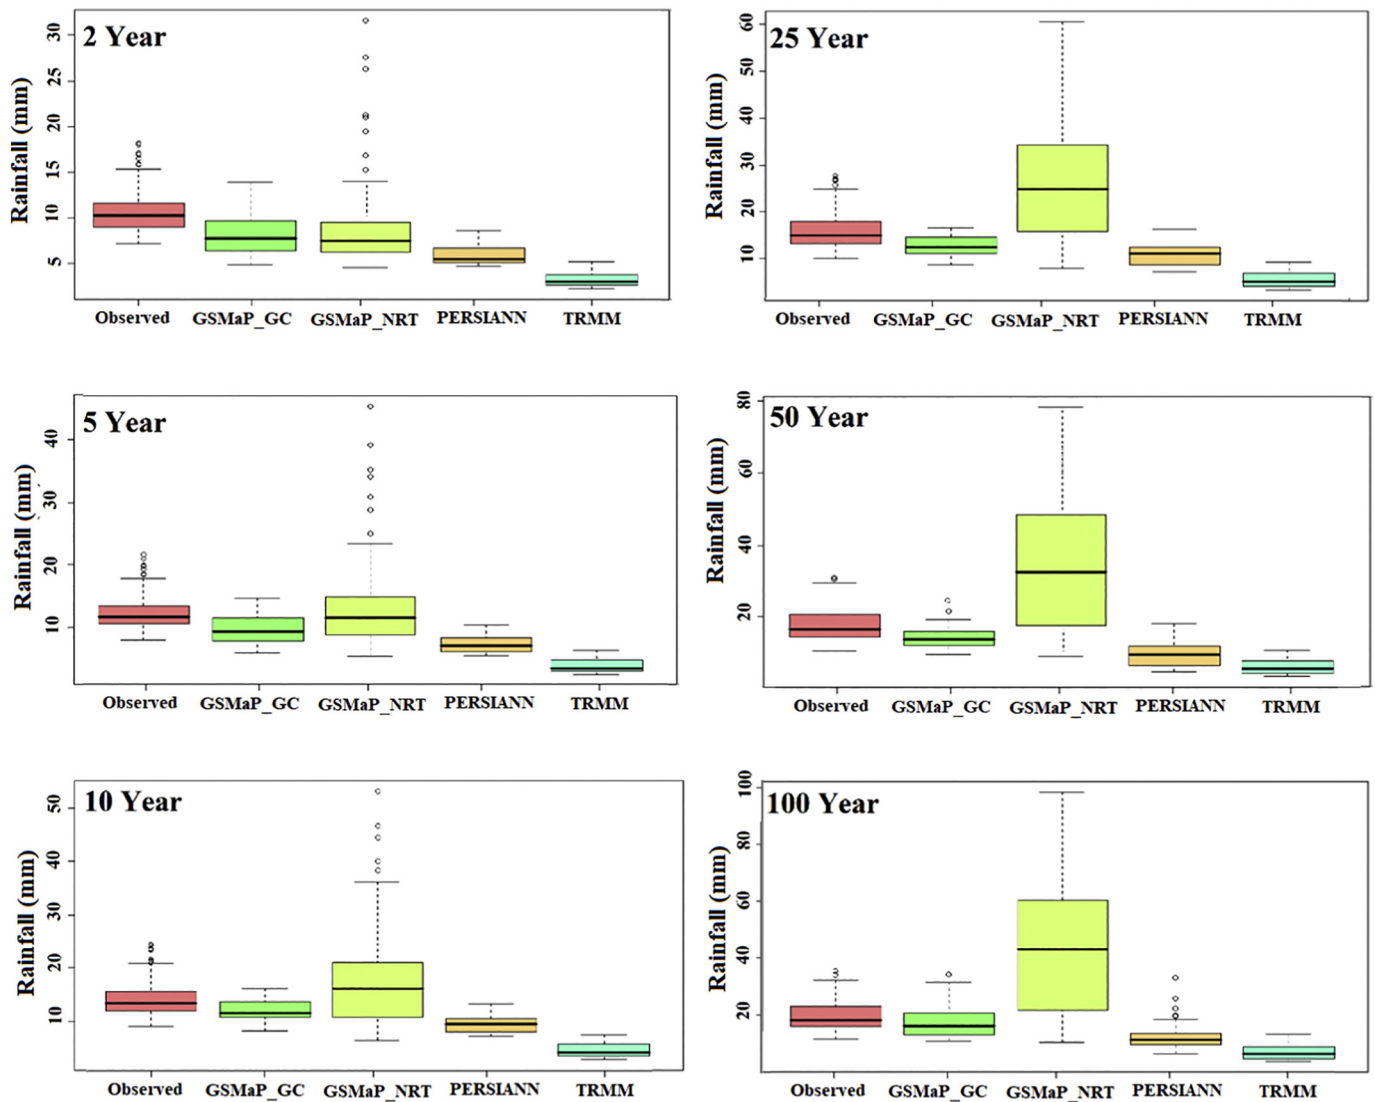 2 Year
Rainfall (mm)
30
25
20
15
10
5
Observed GSMaP_GC GSMaP_NRT PERSIANN TRMM
25 Year
Rainfall (mm)
60
50
40
30
20
10
Observed GSMaP_GC GSMaP_NRT PERSIANN TRMM
5 Year
Rainfall (mm)
40
30
20
10
Observed GSMaP_GC GSMaP_NRT PERSIANN TRMM
50 Year
Rainfall (mm)
80
60
40
20
Observed GSMaP_GC GSMaP_NRT PERSIANN TRMM
10 Year
Rainfall (mm)
50
40
30
20
10
Observed GSMaP_GC GSMaP_NRT PERSIANN TRMM
100 Year
Rainfall (mm)
100
80
60
40
20
Observed GSMaP_GC GSMaP_NRT PERSIANN TRMM